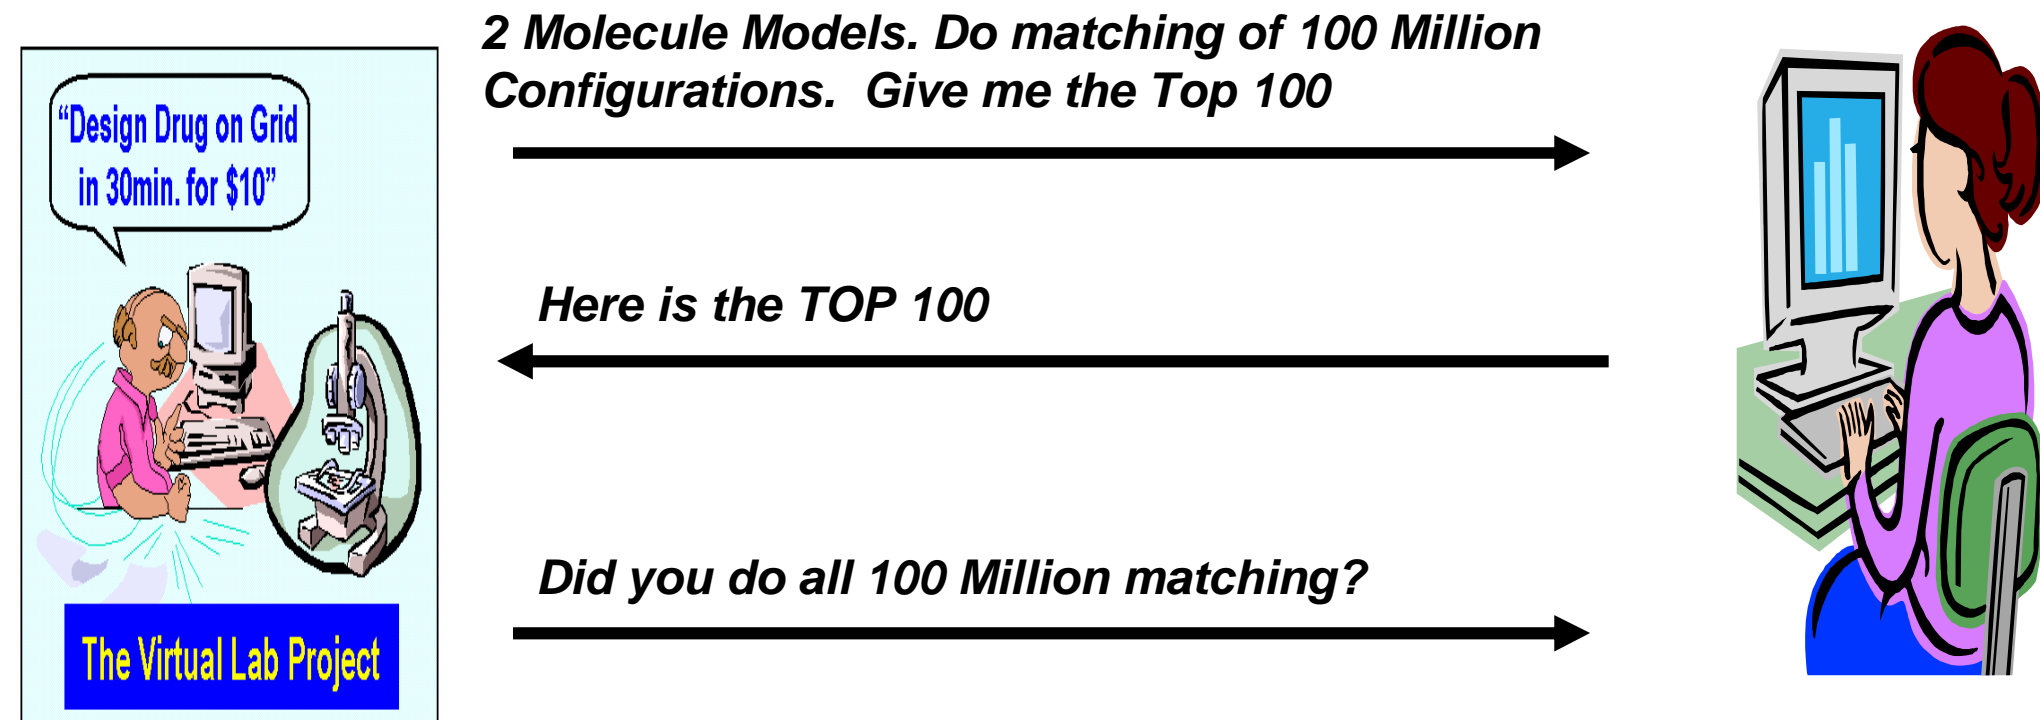 2 Molecule Models. Do matching of 100 Million
Configurations. Give me the Top 100
“Design Drug on Grid
in 30min. for $10”
Here is the TOP 100
Did you do all 100 Million matching?
The Virtual Lab Project